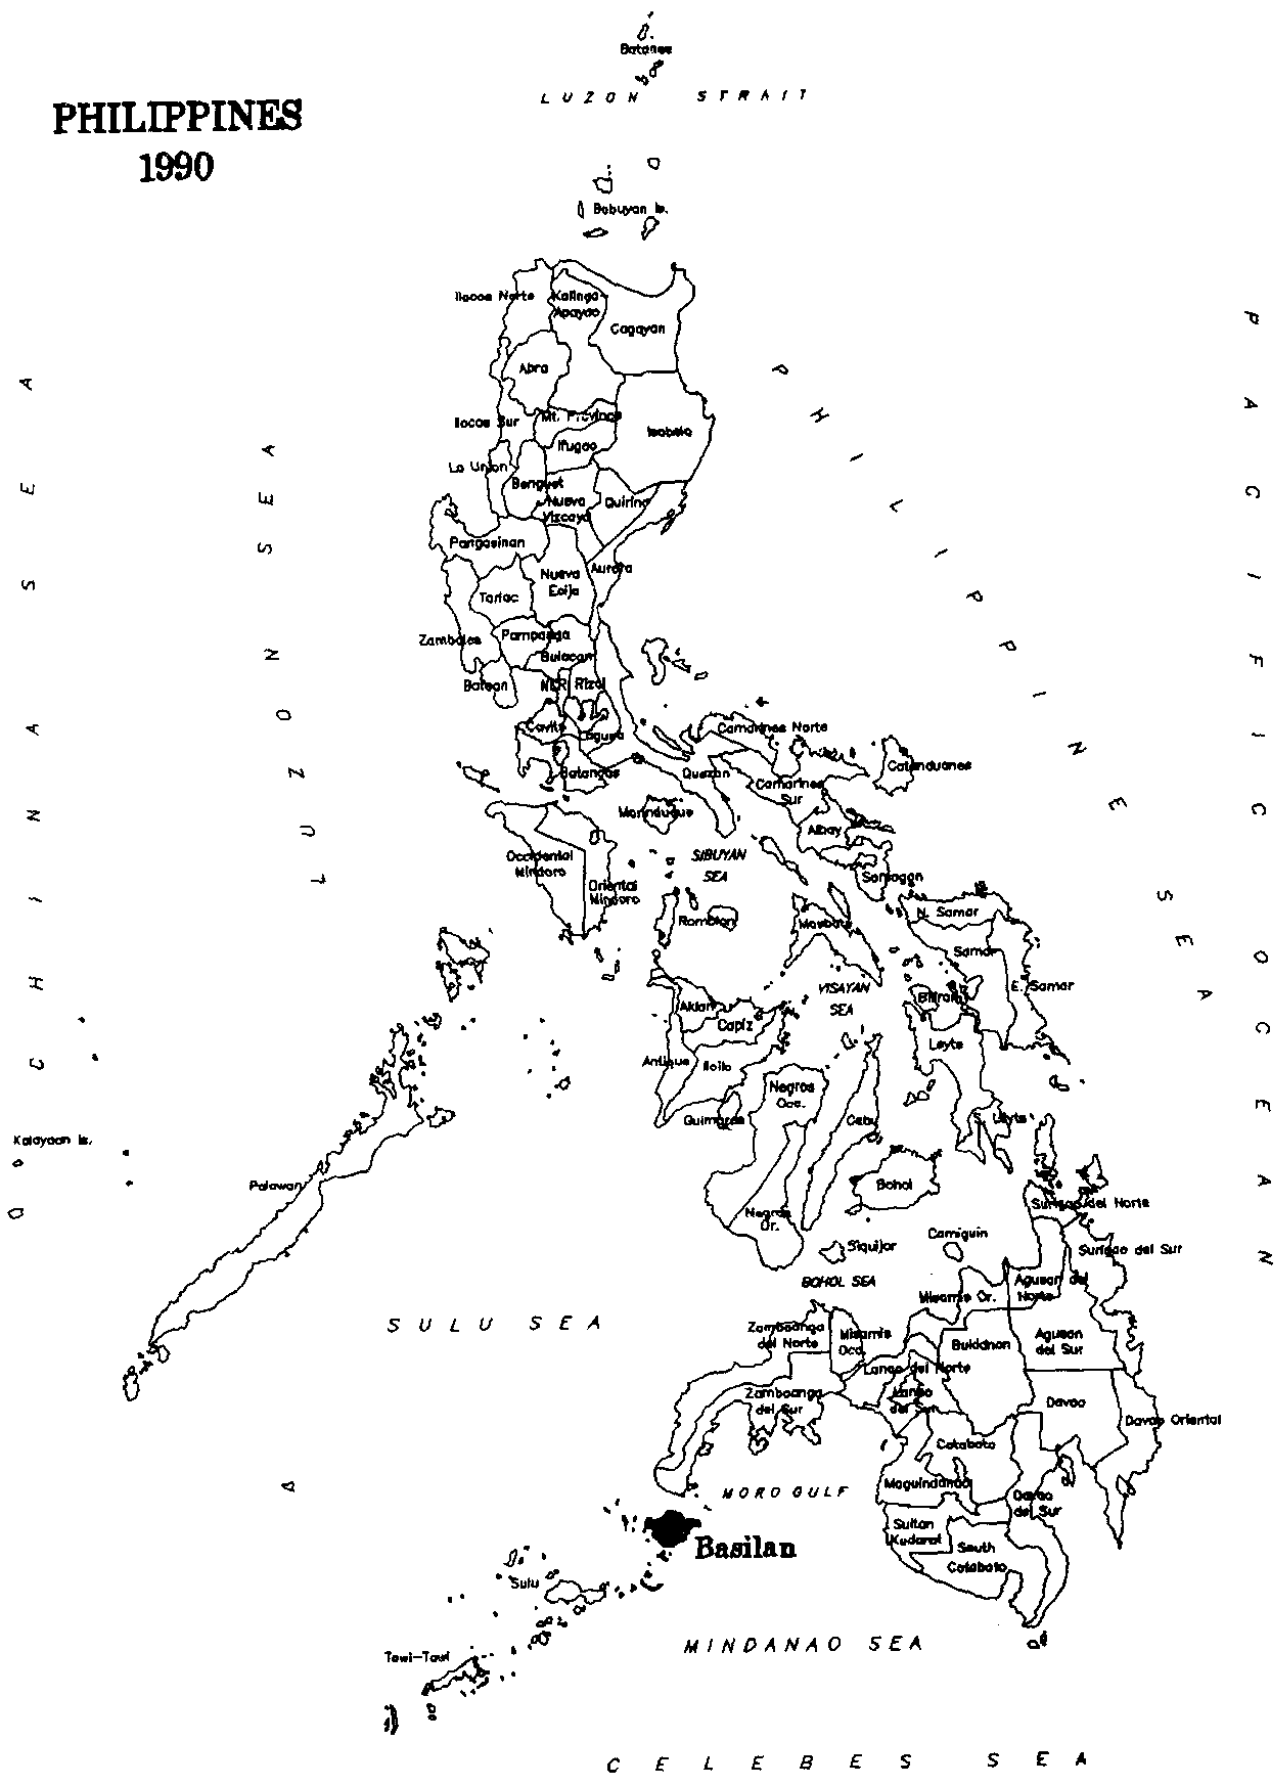 Batanes
LUZON STRAIT
PHILIPPINES
1990
Babuyan Is.
Ilocos Norte
Kalinga-
Apayao
Cagayan
Abra
Ilocos Sur
Mt. Province
Isabela
Ifugao
La Union
Benguet
Nueva
Vizcaya
Quirino
Pangasinan
Nueva
Ecija
Aurora
Tarlac
Zambales
Pampanga
Bulacan
Bataan
NCR
Rizal
Cavite
Laguna
Batangas
Quezon
Camarines Norte
Camarines
Sur
Catanduanes
Marinduque
Albay
Sorsogon
SIBUYAN
SEA
Occidental
Mindoro
Oriental
Mindoro
Romblon
Masbate
N. Samar
Samar
E. Samar
VISAYAN
SEA
Biliran
Aklan
Capiz
Antique
Iloilo
Leyte
Negros
Occ.
Guimaras
Cebu
S. Leyte
Kalayaan Is.
Palawan
Bohol
Negros
Or.
Surigao del Norte
Siquijor
Camiguin
Surigao del Sur
BOHOL SEA
Misamis Or.
Agusan del
Norte
SULU SEA
Zamboanga
del Norte
Misamis
Occ.
Bukidnon
Agusan
del Sur
Lanao del Norte
Zamboanga
del Sur
Lanao
del Sur
Davao
Davao Oriental
Cotabato
MORO GULF
Maguindanao
Davao
del Sur
Sultan
Kudarat
South
Cotabato
Basilan
Sulu
MINDANAO SEA
Tawi-Tawi
CELEBES SEA
PHILIPPINE SEA
PACIFIC OCEAN